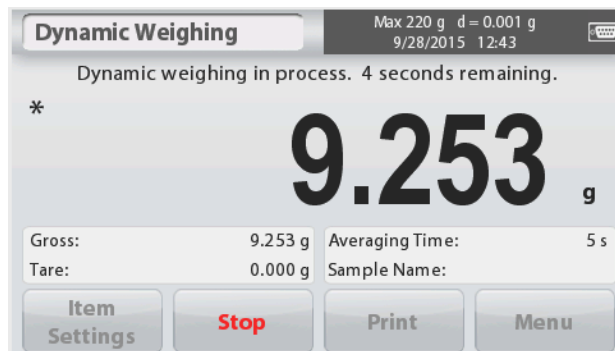 Dynamic Weighing
Max 220 g d = 0.001 g
9/28/2015 12:43
Dynamic weighing in process. 4 seconds remaining.
*
9.253 g
Gross: 9.253 g
Tare: 0.000 g
Averaging Time: 5 s
Sample Name:
Item
Settings
Stop
Print
Menu